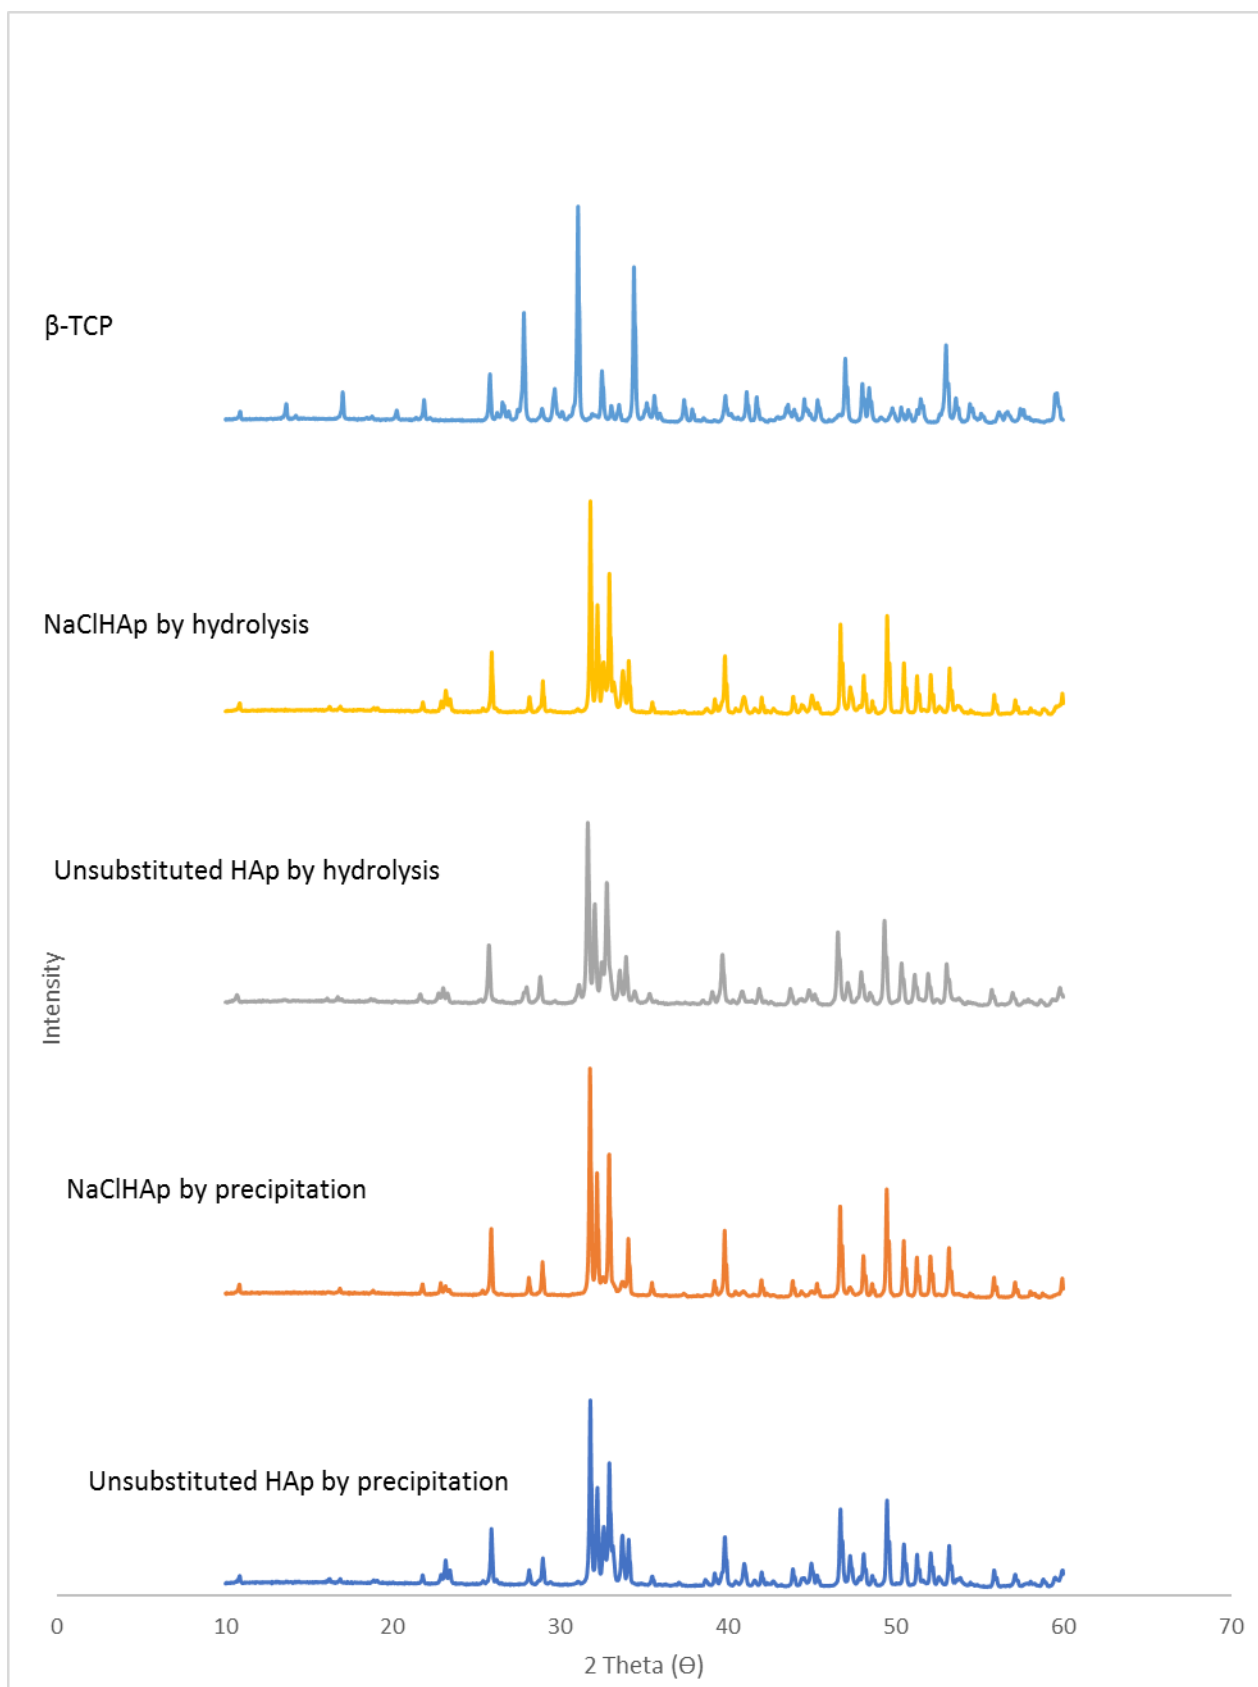 β-TCP
NaClHAp by hydrolysis
Unsubstituted HAp by hydrolysis
Intensity
NaClHAp by precipitation
Unsubstituted HAp by precipitation
0 10 20 30 40 50 60 70
2 Theta (Ө)